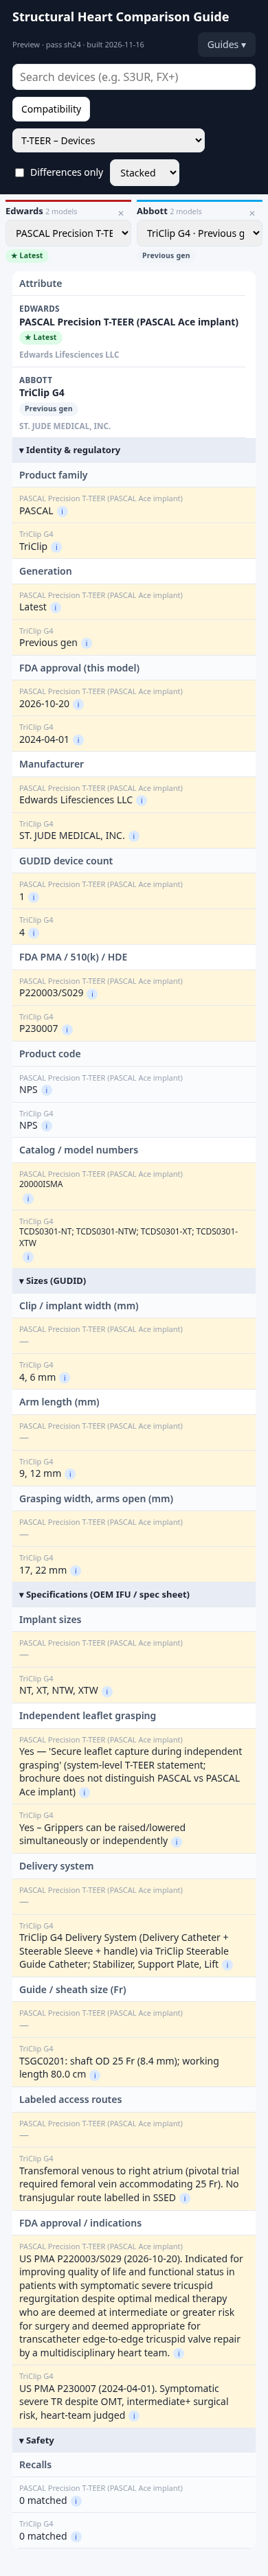 Structural Heart Comparison Guide
Preview · pass sh24 · built 2026-11-16
Guides ▾
Search devices (e.g. S3UR, FX+)
Compatibility
T-TEER – Devices
Differences only
Stacked
Edwards 2 models ×
Abbott 2 models ×
PASCAL Precision T-TE
TriClip G4 · Previous g
★ Latest
Previous gen
Attribute
EDWARDS
PASCAL Precision T-TEER (PASCAL Ace implant)
★ Latest
Edwards Lifesciences LLC
ABBOTT
TriClip G4
Previous gen
ST. JUDE MEDICAL, INC.
▾ Identity & regulatory
Product family
PASCAL Precision T-TEER (PASCAL Ace implant)
PASCAL i
TriClip G4
TriClip i
Generation
PASCAL Precision T-TEER (PASCAL Ace implant)
Latest i
TriClip G4
Previous gen i
FDA approval (this model)
PASCAL Precision T-TEER (PASCAL Ace implant)
2026-10-20 i
TriClip G4
2024-04-01 i
Manufacturer
PASCAL Precision T-TEER (PASCAL Ace implant)
Edwards Lifesciences LLC i
TriClip G4
ST. JUDE MEDICAL, INC. i
GUDID device count
PASCAL Precision T-TEER (PASCAL Ace implant)
1 i
TriClip G4
4 i
FDA PMA / 510(k) / HDE
PASCAL Precision T-TEER (PASCAL Ace implant)
P220003/S029 i
TriClip G4
P230007 i
Product code
PASCAL Precision T-TEER (PASCAL Ace implant)
NPS i
TriClip G4
NPS i
Catalog / model numbers
PASCAL Precision T-TEER (PASCAL Ace implant)
20000ISMA
i
TriClip G4
TCDS0301-NT; TCDS0301-NTW; TCDS0301-XT; TCDS0301-
XTW
i
▾ Sizes (GUDID)
Clip / implant width (mm)
PASCAL Precision T-TEER (PASCAL Ace implant)
—
TriClip G4
4, 6 mm i
Arm length (mm)
PASCAL Precision T-TEER (PASCAL Ace implant)
—
TriClip G4
9, 12 mm i
Grasping width, arms open (mm)
PASCAL Precision T-TEER (PASCAL Ace implant)
—
TriClip G4
17, 22 mm i
▾ Specifications (OEM IFU / spec sheet)
Implant sizes
PASCAL Precision T-TEER (PASCAL Ace implant)
—
TriClip G4
NT, XT, NTW, XTW i
Independent leaflet grasping
PASCAL Precision T-TEER (PASCAL Ace implant)
Yes — 'Secure leaflet capture during independent
grasping' (system-level T-TEER statement;
brochure does not distinguish PASCAL vs PASCAL
Ace implant) i
TriClip G4
Yes – Grippers can be raised/lowered
simultaneously or independently i
Delivery system
PASCAL Precision T-TEER (PASCAL Ace implant)
—
TriClip G4
TriClip G4 Delivery System (Delivery Catheter +
Steerable Sleeve + handle) via TriClip Steerable
Guide Catheter; Stabilizer, Support Plate, Lift i
Guide / sheath size (Fr)
PASCAL Precision T-TEER (PASCAL Ace implant)
—
TriClip G4
TSGC0201: shaft OD 25 Fr (8.4 mm); working
length 80.0 cm i
Labeled access routes
PASCAL Precision T-TEER (PASCAL Ace implant)
—
TriClip G4
Transfemoral venous to right atrium (pivotal trial
required femoral vein accommodating 25 Fr). No
transjugular route labelled in SSED i
FDA approval / indications
PASCAL Precision T-TEER (PASCAL Ace implant)
US PMA P220003/S029 (2026-10-20). Indicated for
improving quality of life and functional status in
patients with symptomatic severe tricuspid
regurgitation despite optimal medical therapy
who are deemed at intermediate or greater risk
for surgery and deemed appropriate for
transcatheter edge-to-edge tricuspid valve repair
by a multidisciplinary heart team. i
TriClip G4
US PMA P230007 (2024-04-01). Symptomatic
severe TR despite OMT, intermediate+ surgical
risk, heart-team judged i
▾ Safety
Recalls
PASCAL Precision T-TEER (PASCAL Ace implant)
0 matched i
TriClip G4
0 matched i